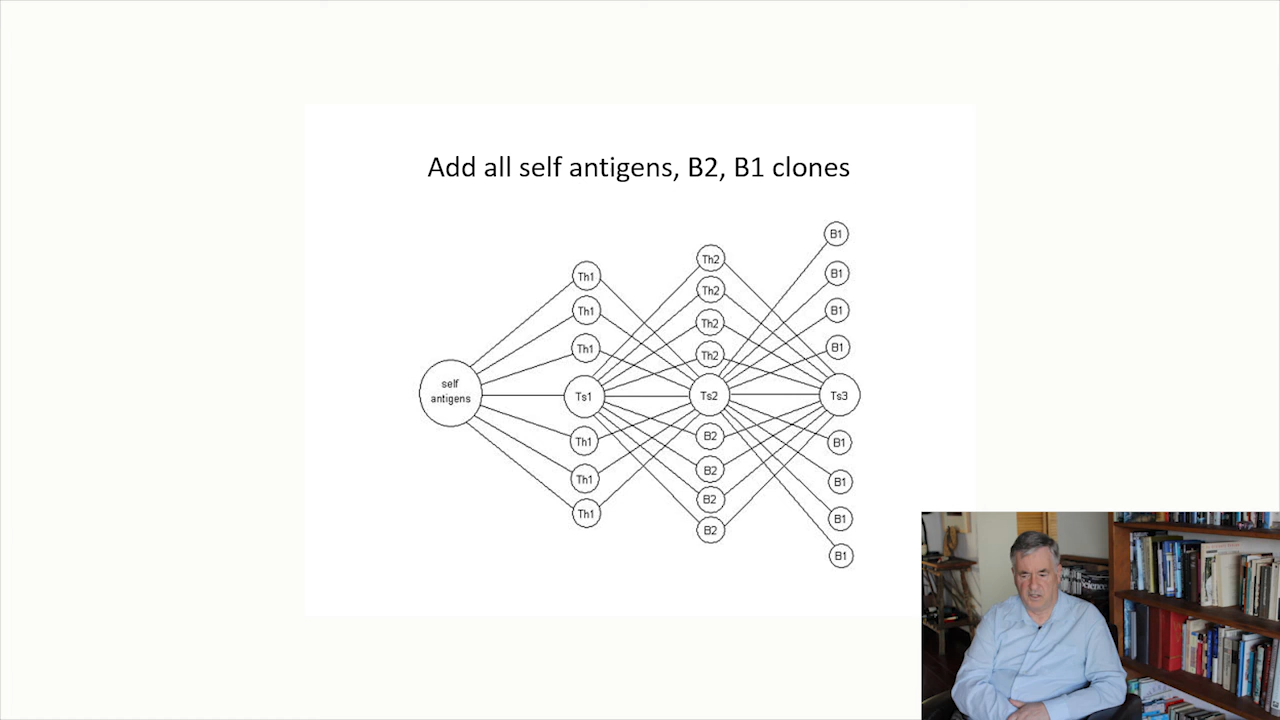 Add all self antigens, B2, B1 clones
B1
Th2
Th1
B1
Th2
Th1
B1
Th2
Th1
B1
Th2
self
antigens
Ts1
Ts2
Ts3
Th1
B2
B1
Th1
B2
B1
Th1
B2
B1
B2
B1
Science